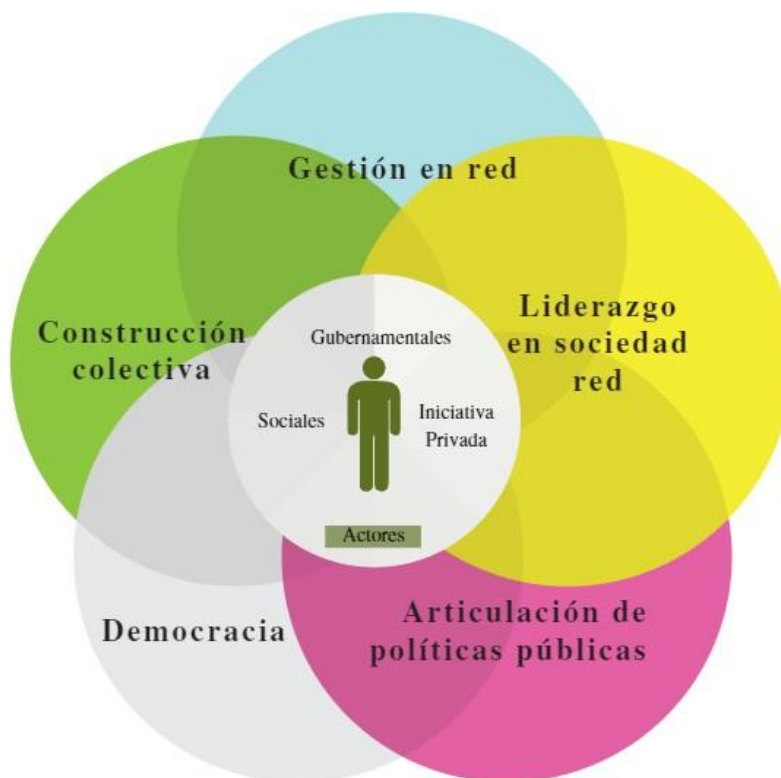 Gestión en red
Construcción
colectiva
Liderazgo
en sociedad
red
Gubernamentales
Sociales
Iniciativa
Privada
Actores
Democracia
Articulación de
políticas públicas